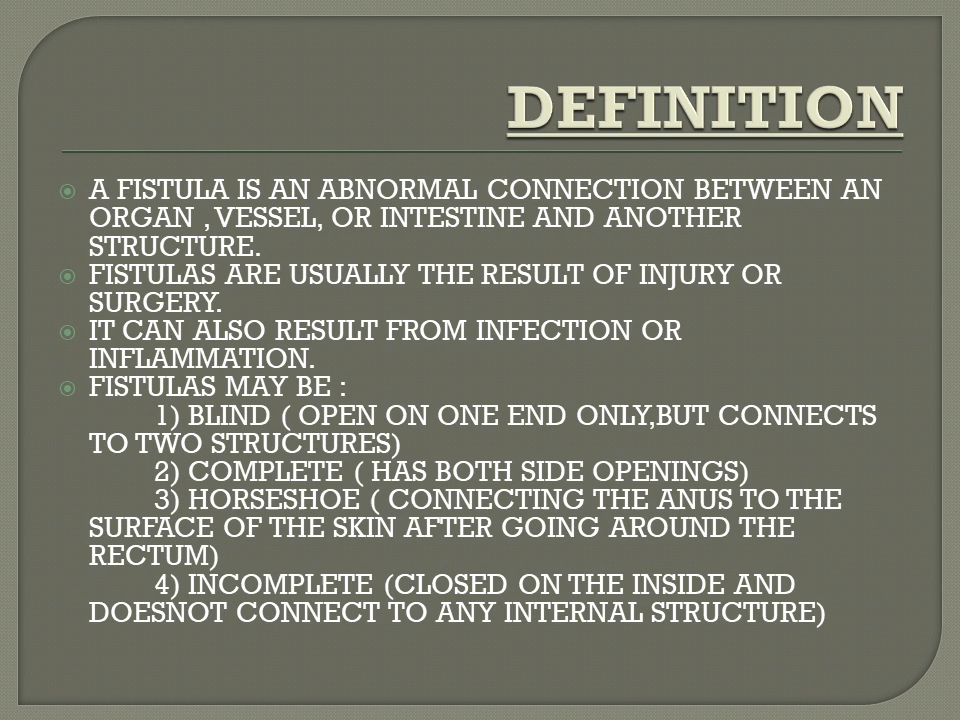 DEFINITION
A FISTULA IS AN ABNORMAL CONNECTION BETWEEN AN
ORGAN , VESSEL, OR INTESTINE AND ANOTHER
STRUCTURE.
FISTULAS ARE USUALLY THE RESULT OF INJURY OR
SURGERY.
IT CAN ALSO RESULT FROM INFECTION OR
INFLAMMATION.
FISTULAS MAY BE :
1) BLIND ( OPEN ON ONE END ONLY,BUT CONNECTS
TO TWO STRUCTURES)
2) COMPLETE ( HAS BOTH SIDE OPENINGS)
3) HORSESHOE ( CONNECTING THE ANUS TO THE
SURFACE OF THE SKIN AFTER GOING AROUND THE
RECTUM)
4) INCOMPLETE (CLOSED ON THE INSIDE AND
DOESNOT CONNECT TO ANY INTERNAL STRUCTURE)